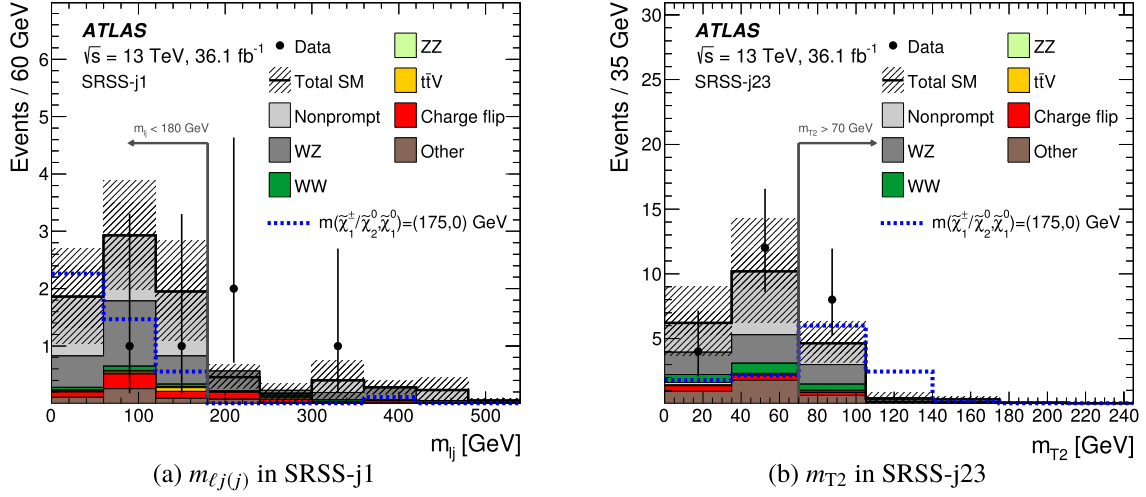 Events / 60 GeV
6
5
4
3
2
1
ATLAS
√s = 13 TeV, 36.1 fb⁻¹
SRSS-j1
Data
Total SM
Nonprompt
WZ
WW
ZZ
tt̄V
Charge flip
Other
m(χ̃₁±/χ̃₂⁰,χ̃₁⁰)=(175,0) GeV
m_lj < 180 GeV
0 100 200 300 400 500
m_lj [GeV]
(a) m_ℓj(j) in SRSS-j1
Events / 35 GeV
30
25
20
15
10
5
0
ATLAS
√s = 13 TeV, 36.1 fb⁻¹
SRSS-j23
Data
Total SM
Nonprompt
WZ
WW
ZZ
tt̄V
Charge flip
Other
m(χ̃₁±/χ̃₂⁰,χ̃₁⁰)=(175,0) GeV
m_T2 > 70 GeV
0 20 40 60 80 100 120 140 160 180 200 220 240
m_T2 [GeV]
(b) m_T2 in SRSS-j23